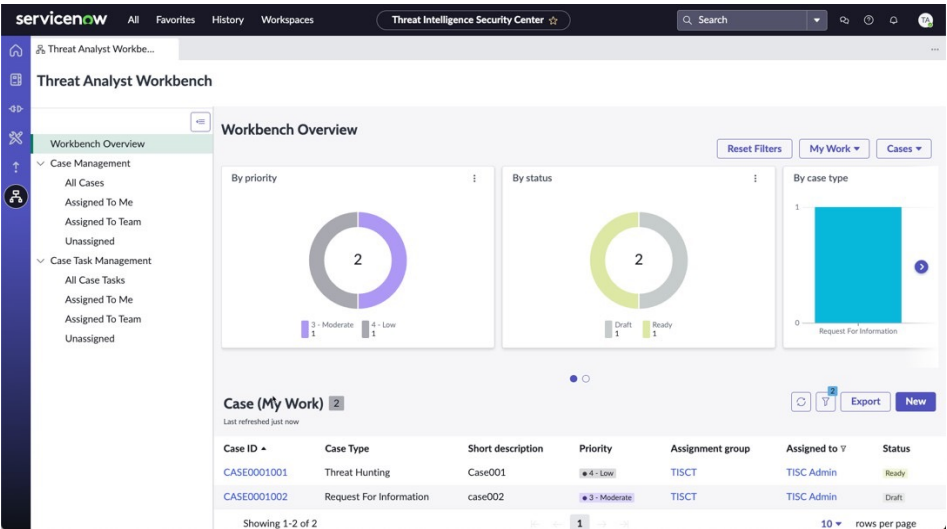 servicenow All Favorites History Workspaces Threat Intelligence Security Center Search TA
Threat Analyst Workbe...
Threat Analyst Workbench
Workbench Overview
Case Management
All Cases
Assigned To Me
Assigned To Team
Unassigned
Case Task Management
All Case Tasks
Assigned To Me
Assigned To Team
Unassigned
Workbench Overview
Reset Filters My Work Cases
By priority
2
3 - Moderate 4 - Low
1 1
By status
2
Draft Ready
1 1
By case type
1
0
Request For Information
Case (My Work) 2
Last refreshed just now
2 Export New
Case ID Case Type Short description Priority Assignment group Assigned to Status
CASE0001001 Threat Hunting Case001 4 - Low TISCT TISC Admin Ready
CASE0001002 Request For Information case002 3 - Moderate TISCT TISC Admin Draft
Showing 1-2 of 2 1 10 rows per page